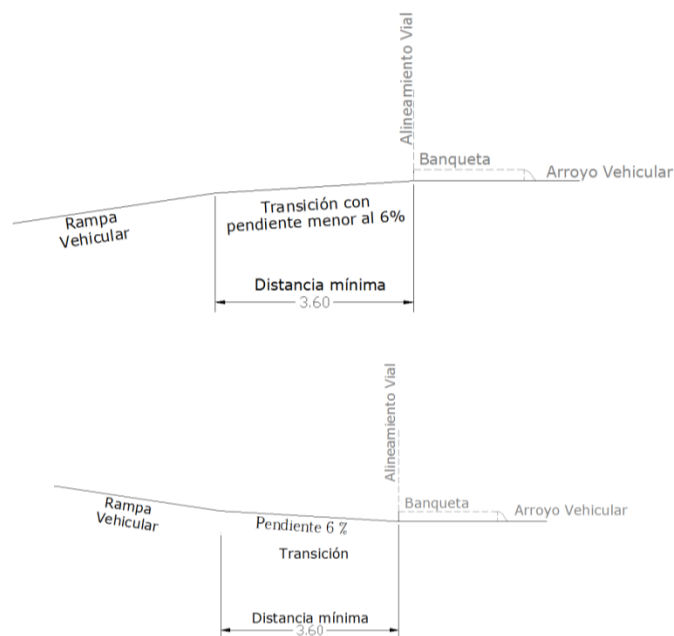 Alineamiento Vial
Banqueta
Arroyo Vehicular
Rampa
Vehicular
Transición con
pendiente menor al 6%
Distancia mínima
3.60
Alineamiento Vial
Banqueta
Arroyo Vehicular
Rampa
Vehicular
Pendiente 6 %
Transición
Distancia mínima
3.60